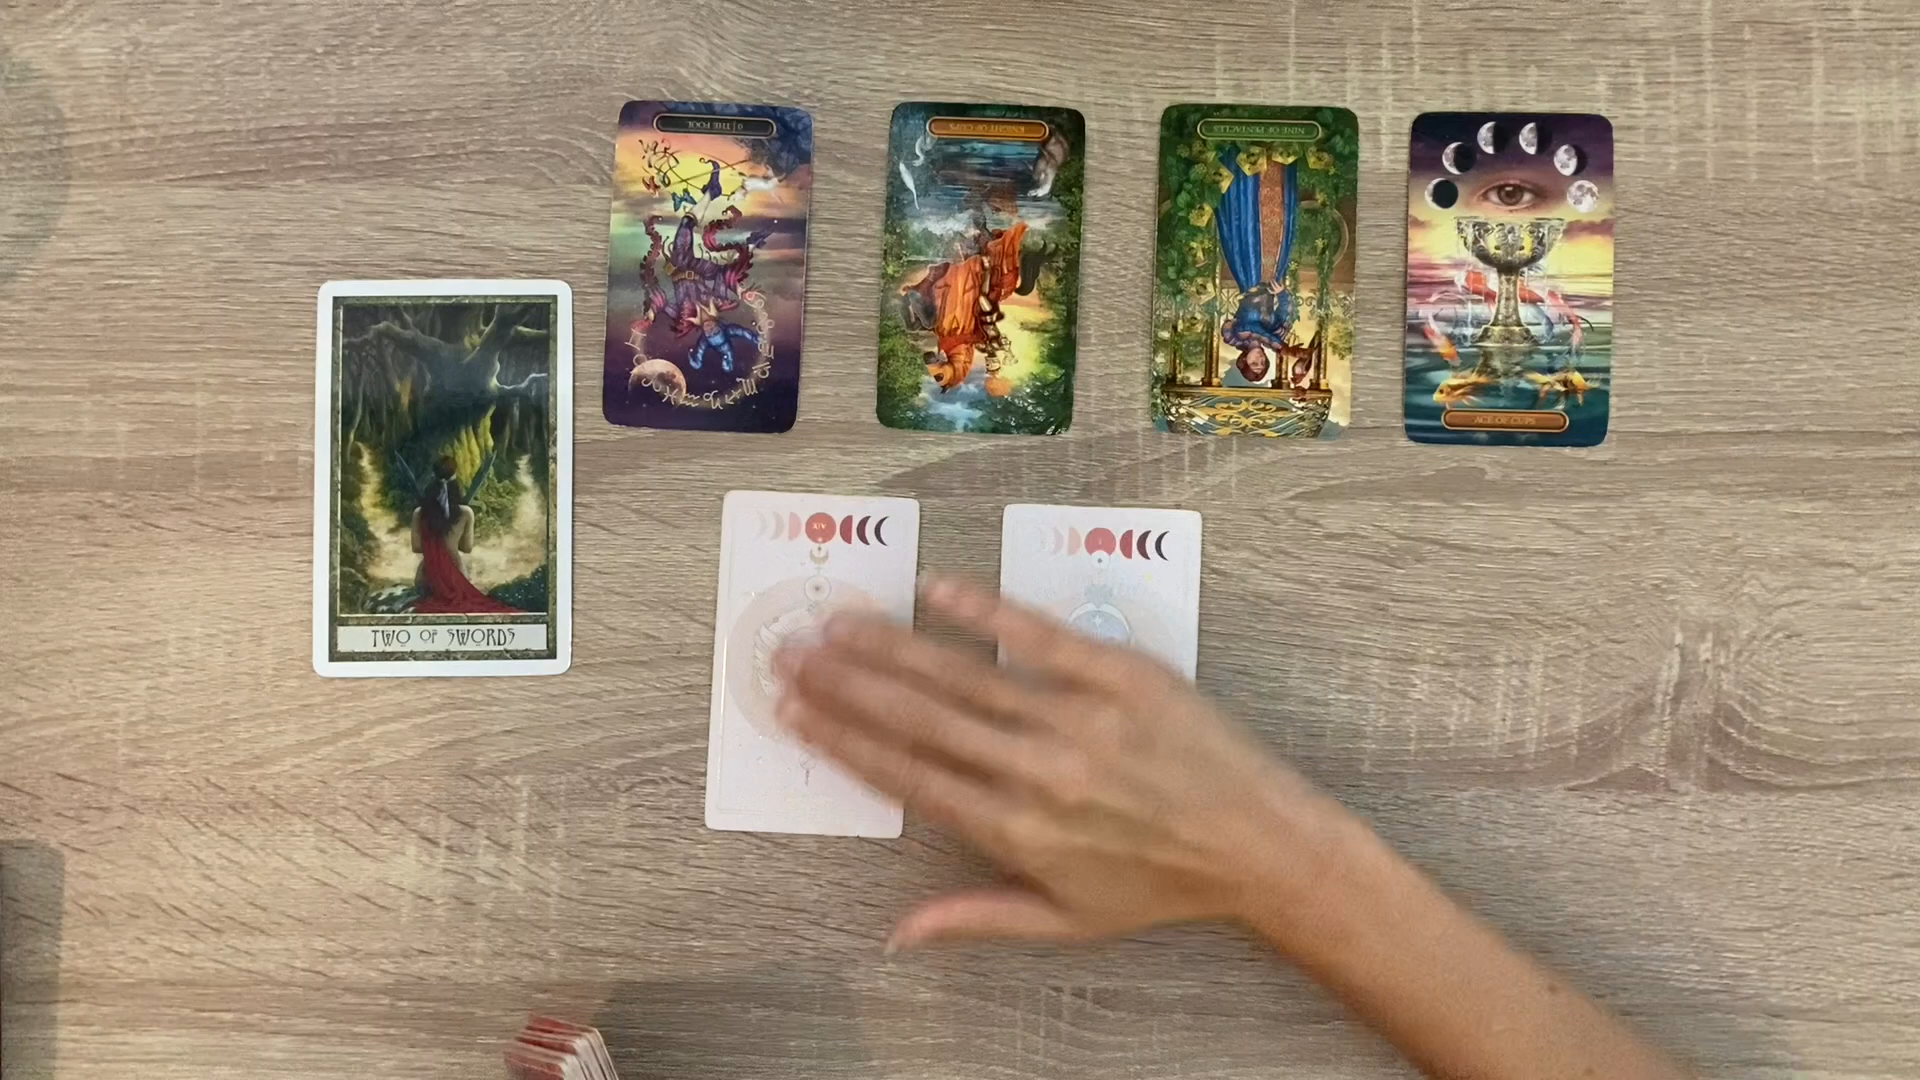 0 | THE FOOL
KNIGHT OF CUPS
NINE OF PENTACLES
ACE OF CUPS
TWO OF SWORDS